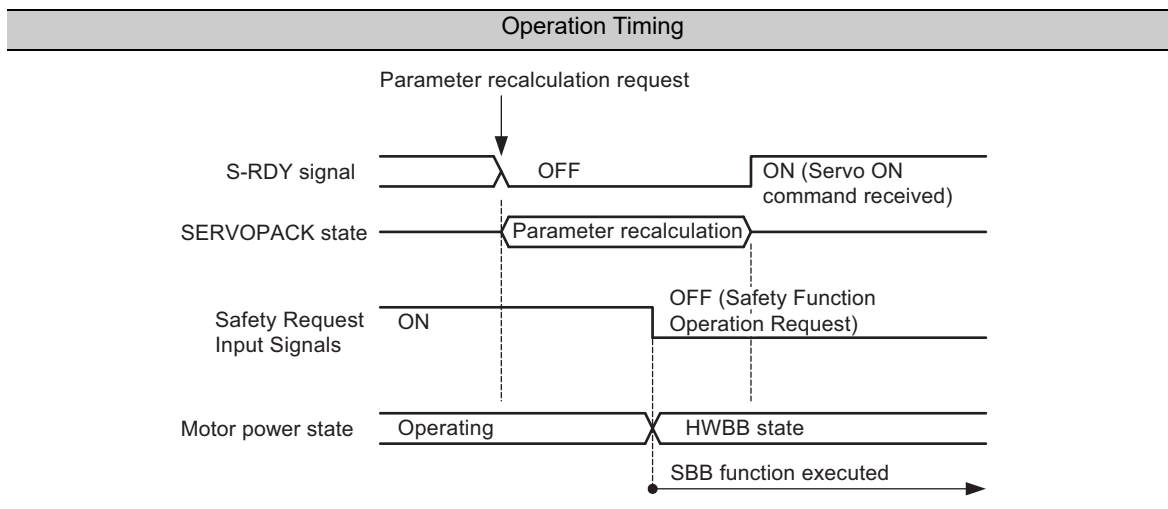 Operation Timing
Parameter recalculation request
S-RDY signal
OFF
ON (Servo ON
command received)
SERVOPACK state
Parameter recalculation
Safety Request
Input Signals
ON
OFF (Safety Function
Operation Request)
Motor power state
Operating
HWBB state
SBB function executed